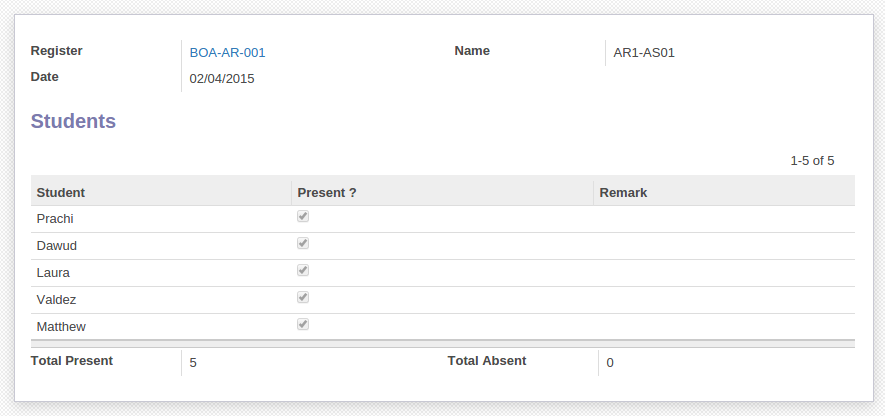 Register BOA-AR-001 Name AR1-AS01
Date 02/04/2015
Students
1-5 of 5
Student Present ? Remark
Prachi
Dawud
Laura
Valdez
Matthew
Total Present 5 Total Absent 0